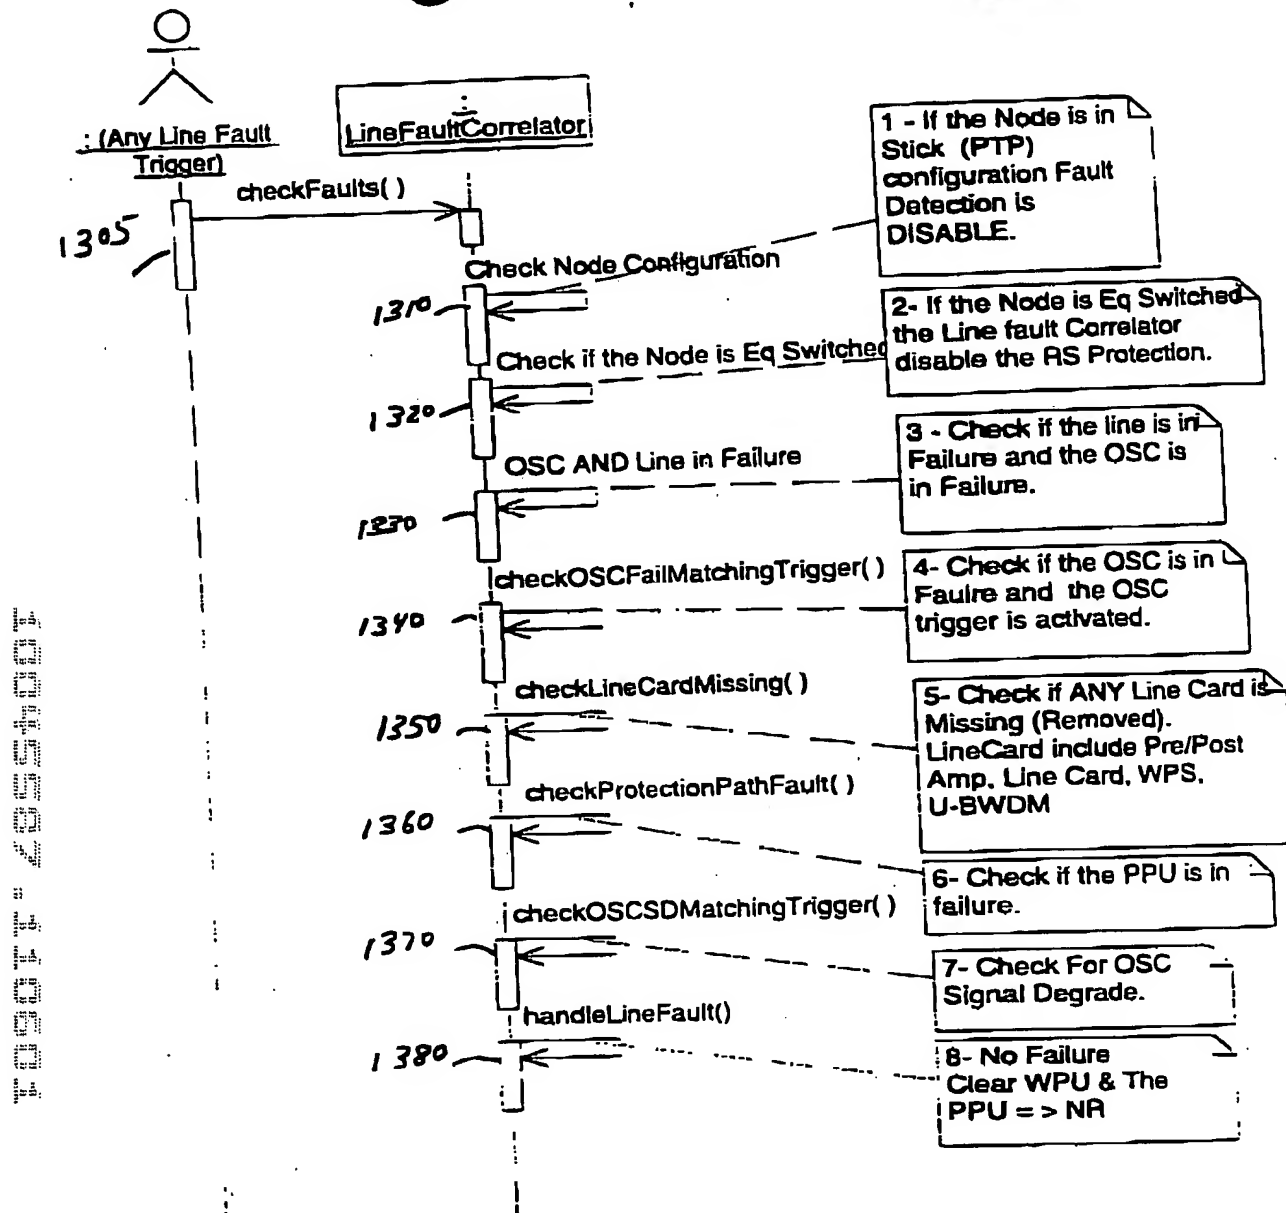 : (Any Line Fault
Trigger)
:
LineFaultCorrelator
checkFaults( )
1305
1 - If the Node is in
Stick (PTP)
configuration Fault
Detection is
DISABLE.
Check Node Configuration
1310
2- If the Node is Eq Switched
the Line fault Correlator
disable the RS Protection.
Check if the Node is Eq Switched
1320
3 - Check if the line is in
Failure and the OSC is
in Failure.
OSC AND Line in Failure
1330
4- Check if the OSC is in
Faulre and the OSC
trigger is activated.
checkOSCFailMatchingTrigger( )
1340
5- Check if ANY Line Card is
Missing (Removed).
LineCard include Pre/Post
Amp, Line Card, WPS,
U-BWDM
checkLineCardMissing( )
1350
checkProtectionPathFault( )
1360
6- Check if the PPU is in
failure.
checkOSCSDMatchingTrigger( )
1370
7- Check For OSC
Signal Degrade.
handleLineFault()
1380
8- No Failure
Clear WPU & The
PPU = > NR